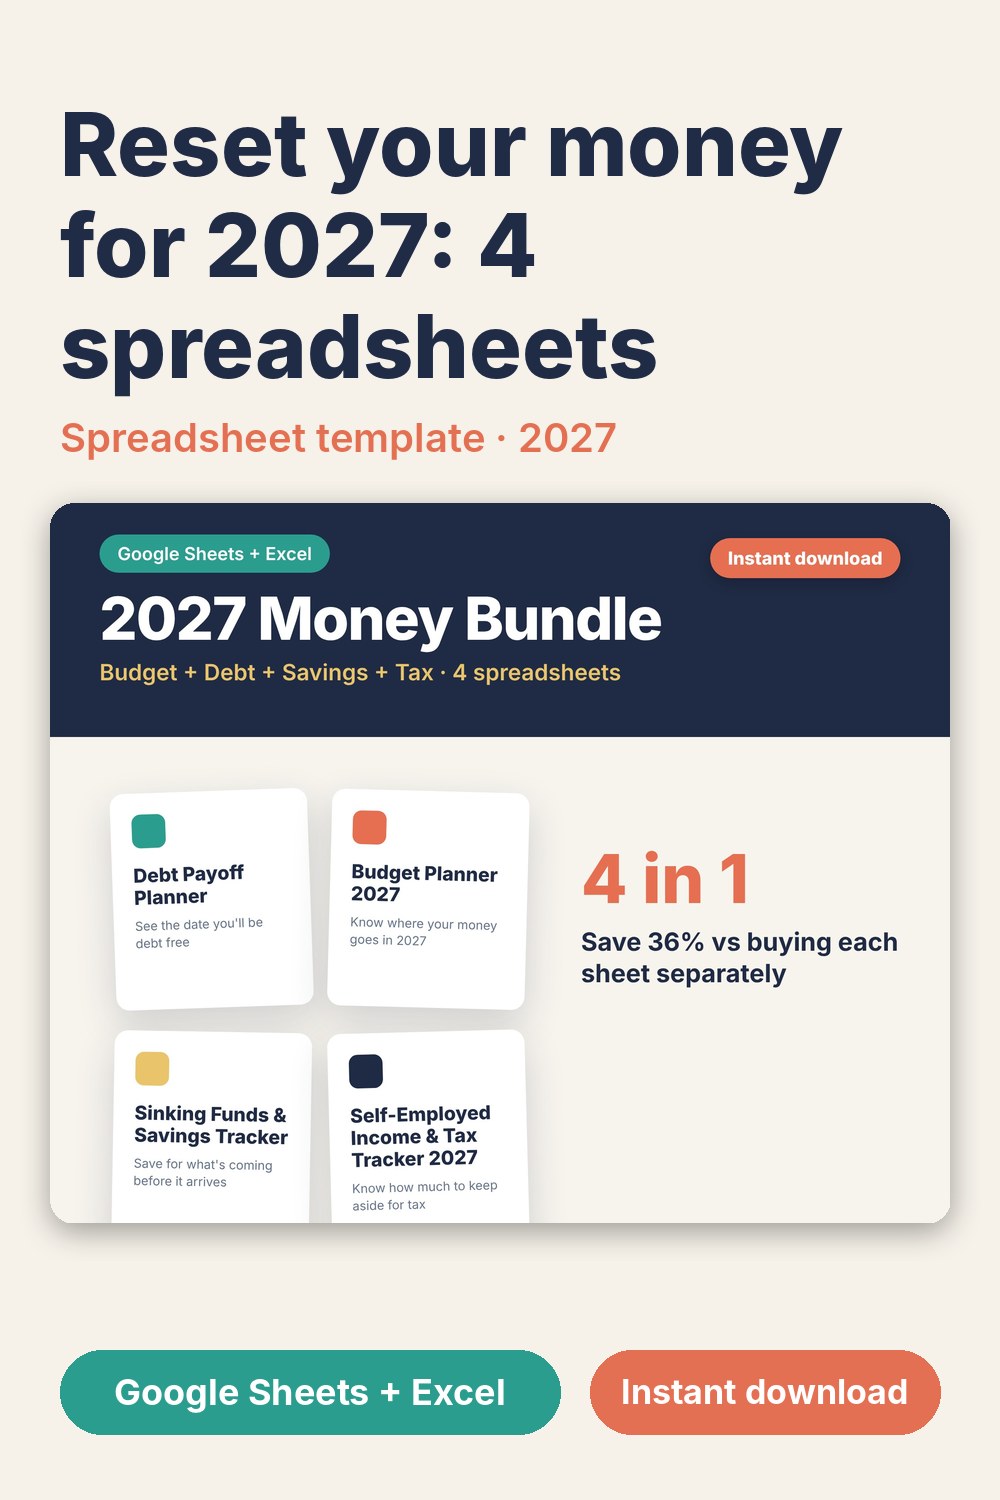 Reset your money
for 2027: 4
spreadsheets
Spreadsheet template · 2027
Google Sheets + Excel
Instant download
2027 Money Bundle
Budget + Debt + Savings + Tax · 4 spreadsheets
Debt Payoff
Planner
See the date you'll be
debt free
Budget Planner
2027
Know where your money
goes in 2027
4 in 1
Save 36% vs buying each
sheet separately
Sinking Funds &
Savings Tracker
Save for what's coming
before it arrives
Self-Employed
Income & Tax
Tracker 2027
Know how much to keep
aside for tax
Google Sheets + Excel
Instant download